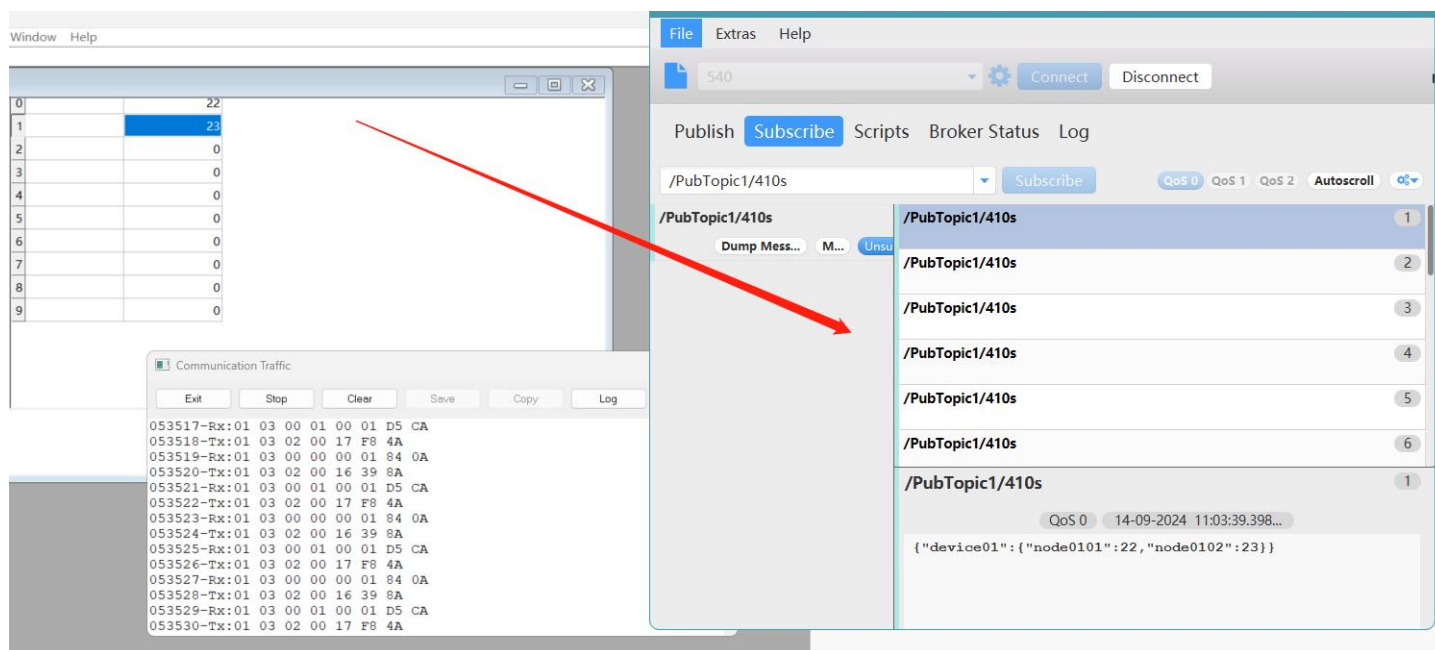 Window Help
0 22
1 23
2 0
3 0
4 0
5 0
6 0
7 0
8 0
9 0
Communication Traffic
Exit Stop Clear Save Copy Log
053517-Rx:01 03 00 01 00 01 D5 CA
053518-Tx:01 03 02 00 17 F8 4A
053519-Rx:01 03 00 00 00 01 84 0A
053520-Tx:01 03 02 00 16 39 8A
053521-Rx:01 03 00 01 00 01 D5 CA
053522-Tx:01 03 02 00 17 F8 4A
053523-Rx:01 03 00 00 00 01 84 0A
053524-Tx:01 03 02 00 16 39 8A
053525-Rx:01 03 00 01 00 01 D5 CA
053526-Tx:01 03 02 00 17 F8 4A
053527-Rx:01 03 00 00 00 01 84 0A
053528-Tx:01 03 02 00 16 39 8A
053529-Rx:01 03 00 01 00 01 D5 CA
053530-Tx:01 03 02 00 17 F8 4A
File Extras Help
540 Connect Disconnect
Publish Subscribe Scripts Broker Status Log
/PubTopic1/410s Subscribe QoS 0 QoS 1 QoS 2 Autoscroll
/PubTopic1/410s
Dump Mess... M... Unsu
/PubTopic1/410s 1
/PubTopic1/410s 2
/PubTopic1/410s 3
/PubTopic1/410s 4
/PubTopic1/410s 5
/PubTopic1/410s 6
/PubTopic1/410s 1
QoS 0 14-09-2024 11:03:39.398...
{"device01":{"node0101":22,"node0102":23}}